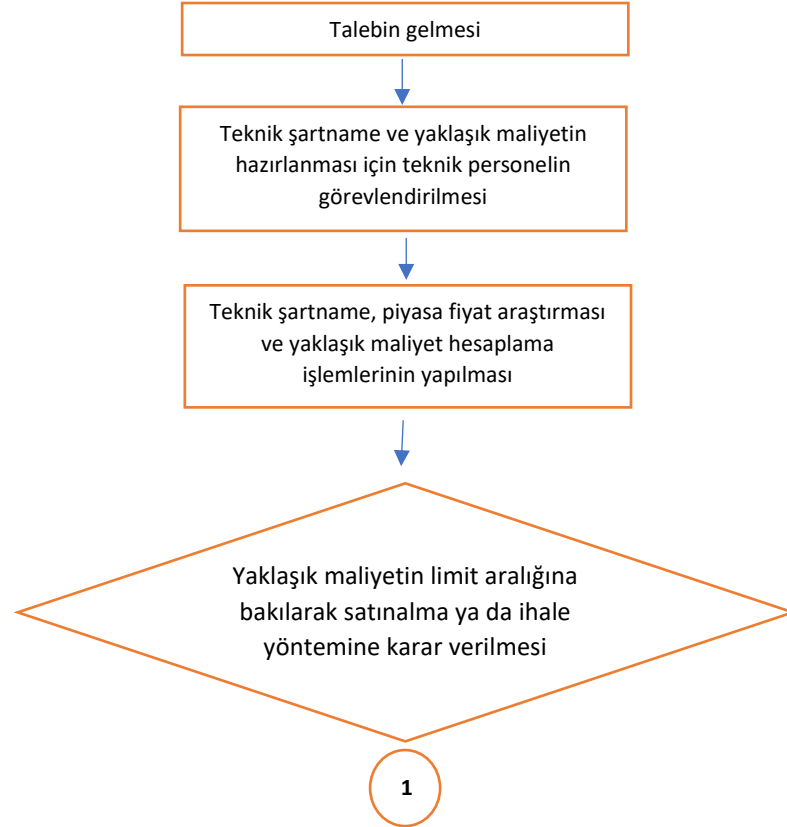 Talebin gelmesi
Teknik şartname ve yaklaşık maliyetin
hazırlanması için teknik personelin
görevlendirilmesi
Teknik şartname, piyasa fiyat araştırması
ve yaklaşık maliyet hesaplama
işlemlerinin yapılması
Yaklaşık maliyetin limit aralığına
bakılarak satınalma ya da ihale
yöntemine karar verilmesi
1